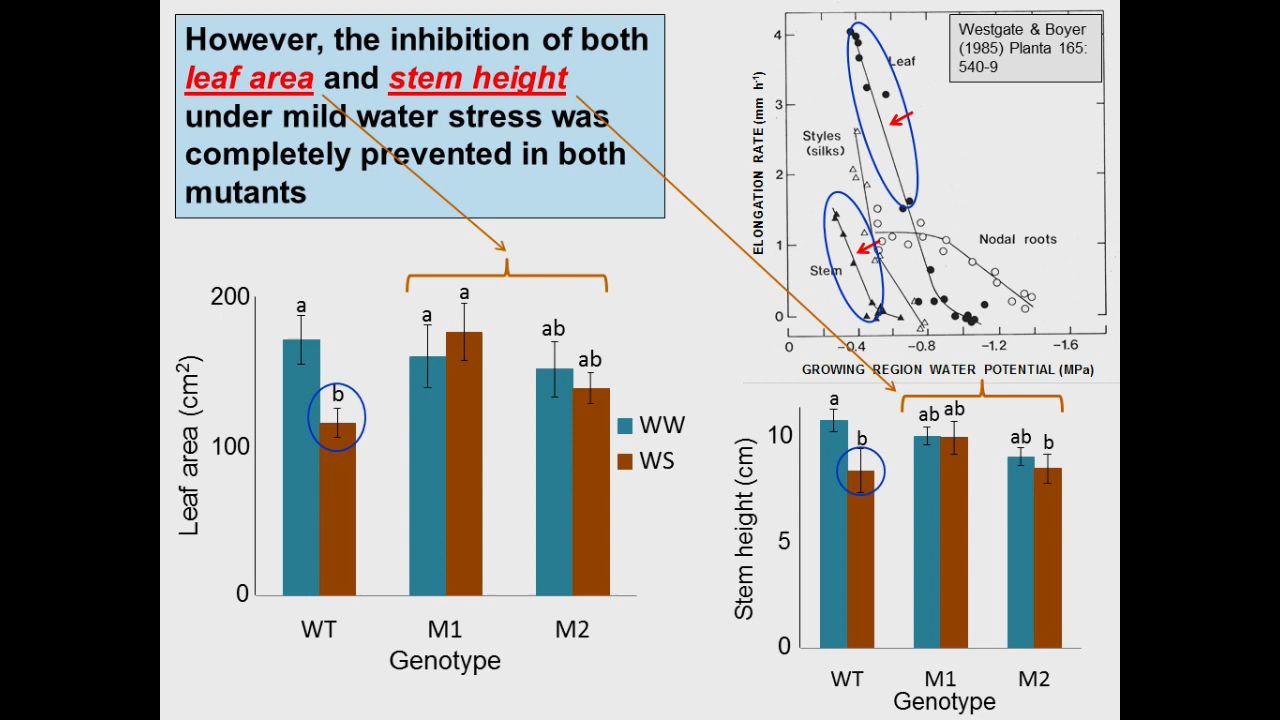 However, the inhibition of both
leaf area and stem height
under mild water stress was
completely prevented in both
mutants
Westgate & Boyer
(1985) Planta 165:
540-9
ELONGATION RATE (mm h⁻¹)
4
3
2
1
0
Leaf
Styles
(silks)
Stem
Nodal roots
0
-0.4
-0.8
-1.2
-1.6
GROWING REGION WATER POTENTIAL (MPa)
Leaf area (cm²)
200
100
0
a
b
a
a
ab
ab
WT
M1
M2
Genotype
WW
WS
Stem height (cm)
10
5
0
a
b
ab
ab
ab
b
WT
M1
M2
Genotype